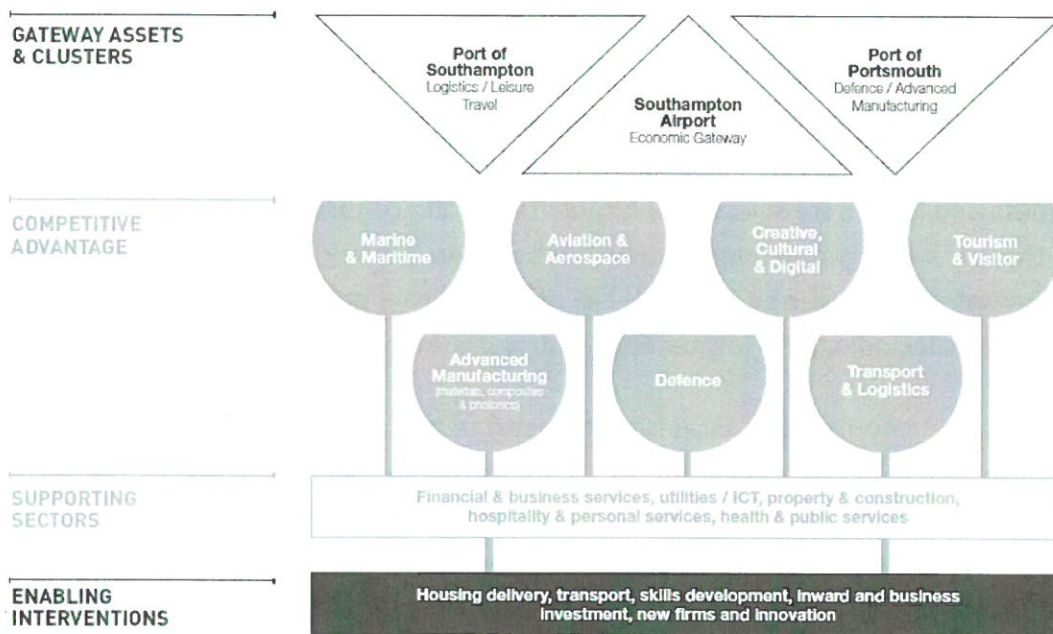 GATEWAY ASSETS
& CLUSTERS
Port of
Southampton
Logistics / Leisure
Travel
Southampton
Airport
Economic Gateway
Port of
Portsmouth
Defence / Advanced
Manufacturing
COMPETITIVE
ADVANTAGE
Marine
& Maritime
Aviation &
Aerospace
Creative,
Cultural
& Digital
Tourism
& Visitor
Advanced
Manufacturing
(materials, composites
& photonics)
Defence
Transport
& Logistics
SUPPORTING
SECTORS
Financial & business services, utilities / ICT, property & construction,
hospitality & personal services, health & public services
ENABLING
INTERVENTIONS
Housing delivery, transport, skills development, inward and business
investment, new firms and innovation